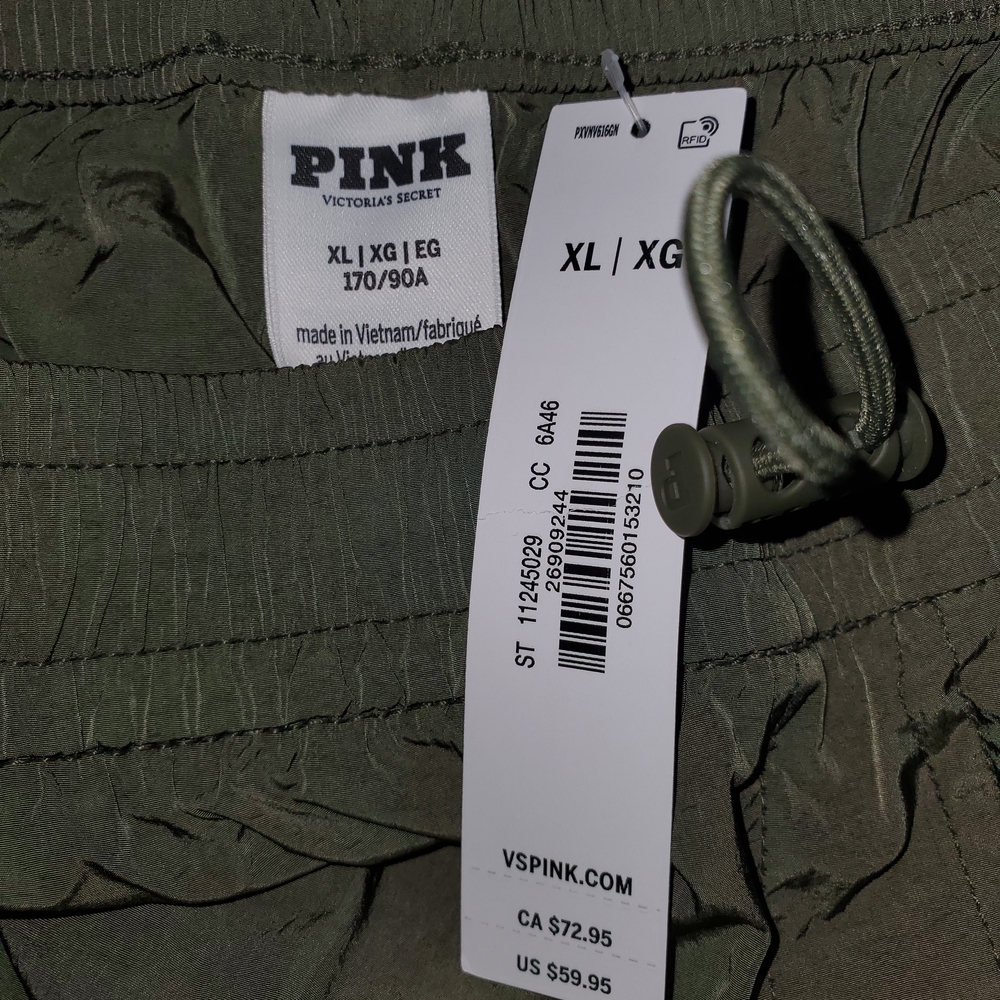 PINK
VICTORIA'S SECRET
XL | XG | EG
170/90A
made in Vietnam/fabriqué
PXVNV616GN
RFID
XL / XG
ST 11245029 CC 6A46
26909244
0667560153210
VSPINK.COM
CA $72.95
US $59.95